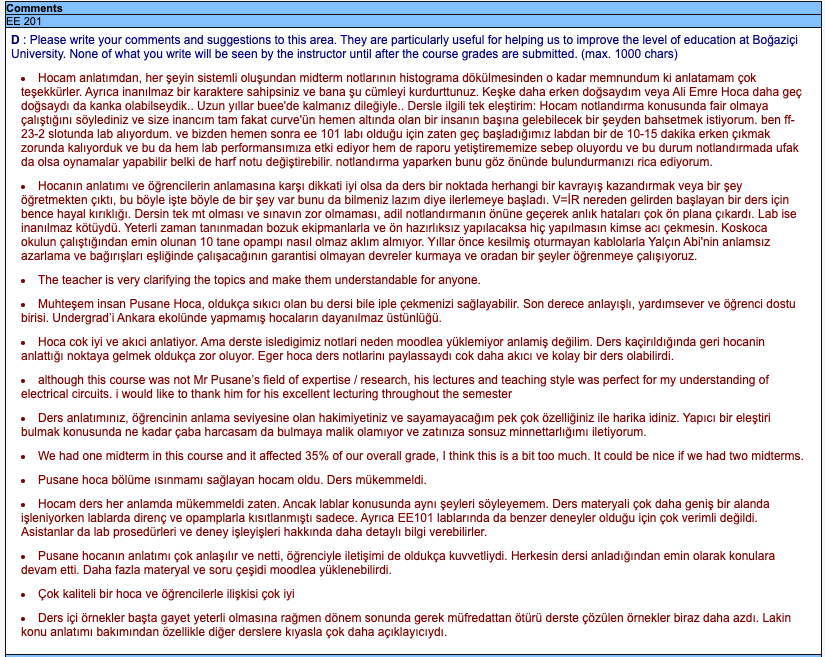 Comments
EE 201
D : Please write your comments and suggestions to this area. They are particularly useful for helping us to improve the level of education at Boğaziçi
University. None of what you write will be seen by the instructor until after the course grades are submitted. (max. 1000 chars)
• Hocam anlatımdan, her şeyin sistemli oluşundan midterm notlarının histograma dökülmesinden o kadar memnundum ki anlatamam çok
teşekkürler. Ayrıca inanılmaz bir karaktere sahipsiniz ve bana şu cümleyi kurdurttunuz. Keşke daha erken doğsaydım veya Ali Emre Hoca daha geç
doğsaydı da kanka olabilseydik.. Uzun yıllar buee'de kalmanız dileğiyle.. Dersle ilgili tek eleştirim: Hocam notlandırma konusunda fair olmaya
çalıştığını söylediniz ve size inancım tam fakat curve'ün hemen altında olan bir insanın başına gelebilecek bir şeyden bahsetmek istiyorum. ben ff-
23-2 slotunda lab alıyordum. ve bizden hemen sonra ee 101 labı olduğu için zaten geç başladığımız labdan bir de 10-15 dakika erken çıkmak
zorunda kalıyorduk ve bu da hem lab performansımıza etki ediyor hem de raporu yetiştirememize sebep oluyordu ve bu durum notlandırmada ufak
da olsa oynamalar yapabilir belki de harf notu değiştirebilir. notlandırma yaparken bunu göz önünde bulundurmanızı rica ediyorum.
• Hocanın anlatımı ve öğrencilerin anlamasına karşı dikkati iyi olsa da ders bir noktada herhangi bir kavrayış kazandırmak veya bir şey
öğretmekten çıktı, bu böyle işte böyle de bir şey var bunu da bilmeniz lazım diye ilerlemeye başladı. V=İR nereden gelirden başlayan bir ders için
bence hayal kırıklığı. Dersin tek mt olması ve sınavın zor olmaması, adil notlandırmanın önüne geçerek anlık hataları çok ön plana çıkardı. Lab ise
inanılmaz kötüydü. Yeterli zaman tanınmadan bozuk ekipmanlarla ve ön hazırlıksız yapılacaksa hiç yapılmasın kimse acı çekmesin. Koskoca
okulun çalıştığından emin olunan 10 tane opampı nasıl olmaz aklım almıyor. Yıllar önce kesilmiş oturmayan kablolarla Yalçın Abi'nin anlamsız
azarlama ve bağırışları eşliğinde çalışacağının garantisi olmayan devreler kurmaya ve oradan bir şeyler öğrenmeye çalışıyoruz.
• The teacher is very clarifying the topics and make them understandable for anyone.
• Muhteşem insan Pusane Hoca, oldukça sıkıcı olan bu dersi bile iple çekmenizi sağlayabilir. Son derece anlayışlı, yardımsever ve öğrenci dostu
birisi. Undergrad'i Ankara ekolünde yapmamış hocaların dayanılmaz üstünlüğü.
• Hoca cok iyi ve akıcı anlatiyor. Ama derste isledigimiz notlari neden moodlea yüklemiyor anlamiş değilim. Ders kaçirıldığında geri hocanin
anlattığı noktaya gelmek oldukça zor oluyor. Eger hoca ders notlarinı paylassaydı cok daha akıcı ve kolay bir ders olabilirdi.
• although this course was not Mr Pusane's field of expertise / research, his lectures and teaching style was perfect for my understanding of
electrical circuits. i would like to thank him for his excellent lecturing throughout the semester
• Ders anlatımınız, öğrencinin anlama seviyesine olan hakimiyetiniz ve sayamayacağım pek çok özelliğiniz ile harika idiniz. Yapıcı bir eleştiri
bulmak konusunda ne kadar çaba harcasam da bulmaya malik olamıyor ve zatınıza sonsuz minnettarlığımı iletiyorum.
• We had one midterm in this course and it affected 35% of our overall grade, I think this is a bit too much. It could be nice if we had two midterms.
• Pusane hoca bölüme ısınmamı sağlayan hocam oldu. Ders mükemmeldi.
• Hocam ders her anlamda mükemmeldi zaten. Ancak lablar konusunda aynı şeyleri söyleyemem. Ders materyali çok daha geniş bir alanda
işleniyorken lablarda direnç ve opamplarla kısıtlanmıştı sadece. Ayrıca EE101 lablarında da benzer deneyler olduğu için çok verimli değildi.
Asistanlar da lab prosedürleri ve deney işleyişleri hakkında daha detaylı bilgi verebilirler.
• Pusane hocanın anlatımı çok anlaşılır ve netti, öğrenciyle iletişimi de oldukça kuvvetliydi. Herkesin dersi anladığından emin olarak konulara
devam etti. Daha fazla materyal ve soru çeşidi moodlea yüklenebilirdi.
• Çok kaliteli bir hoca ve öğrencilerle ilişkisi çok iyi
• Ders içi örnekler başta gayet yeterli olmasına rağmen dönem sonunda gerek müfredattan ötürü derste çözülen örnekler biraz daha azdı. Lakin
konu anlatımı bakımından özellikle diğer derslere kıyasla çok daha açıklayıcıydı.